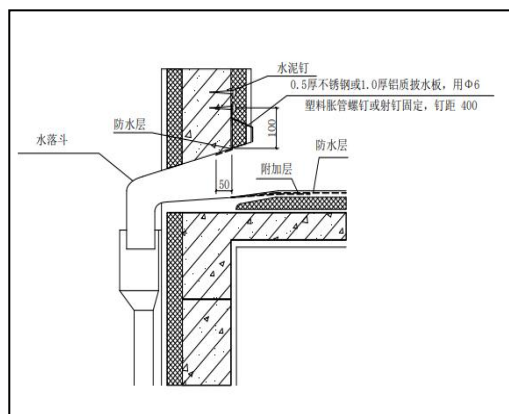 水泥钉
0.5厚不锈钢或1.0厚铝质披水板，用Φ6
塑料胀管螺钉或射钉固定，钉距 400
防水层
水落斗
100
防水层
附加层
50